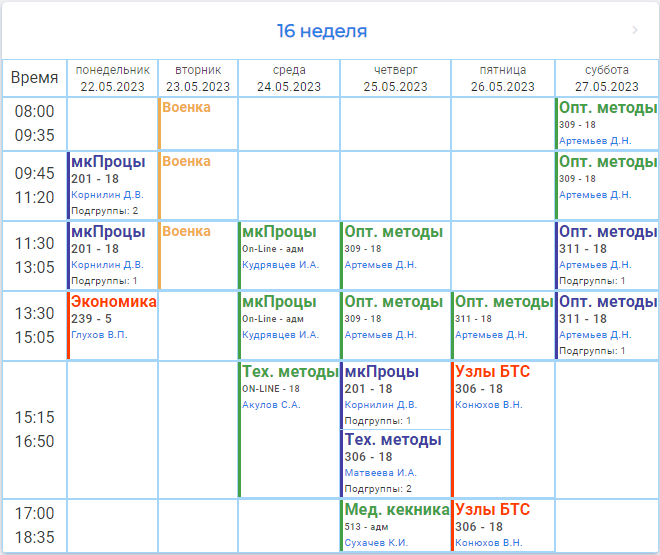 16 неделя
Время
понедельник
22.05.2023
вторник
23.05.2023
среда
24.05.2023
четверг
25.05.2023
пятница
26.05.2023
суббота
27.05.2023
08:00
09:35
Военка
Опт. методы
309 - 18
Артемьев Д.Н.
09:45
11:20
мкПроцы
201 - 18
Корнилин Д.В.
Подгруппы: 2
Военка
Опт. методы
309 - 18
Артемьев Д.Н.
11:30
13:05
мкПроцы
201 - 18
Корнилин Д.В.
Подгруппы: 1
Военка
мкПроцы
On-Line - адм
Кудрявцев И.А.
Опт. методы
309 - 18
Артемьев Д.Н.
Опт. методы
311 - 18
Артемьев Д.Н.
Подгруппы: 1
13:30
15:05
Экономика
239 - 5
Глухов В.П.
мкПроцы
On-Line - адм
Кудрявцев И.А.
Опт. методы
309 - 18
Артемьев Д.Н.
Опт. методы
311 - 18
Артемьев Д.Н.
Опт. методы
311 - 18
Артемьев Д.Н.
Подгруппы: 1
15:15
16:50
Тех. методы
ON-LINE - 18
Акулов С.А.
мкПроцы
201 - 18
Корнилин Д.В.
Подгруппы: 1
Тех. методы
306 - 18
Матвеева И.А.
Подгруппы: 2
Узлы БТС
306 - 18
Конюхов В.Н.
17:00
18:35
Мед. кекника
513 - адм
Сухачев К.И.
Узлы БТС
306 - 18
Конюхов В.Н.